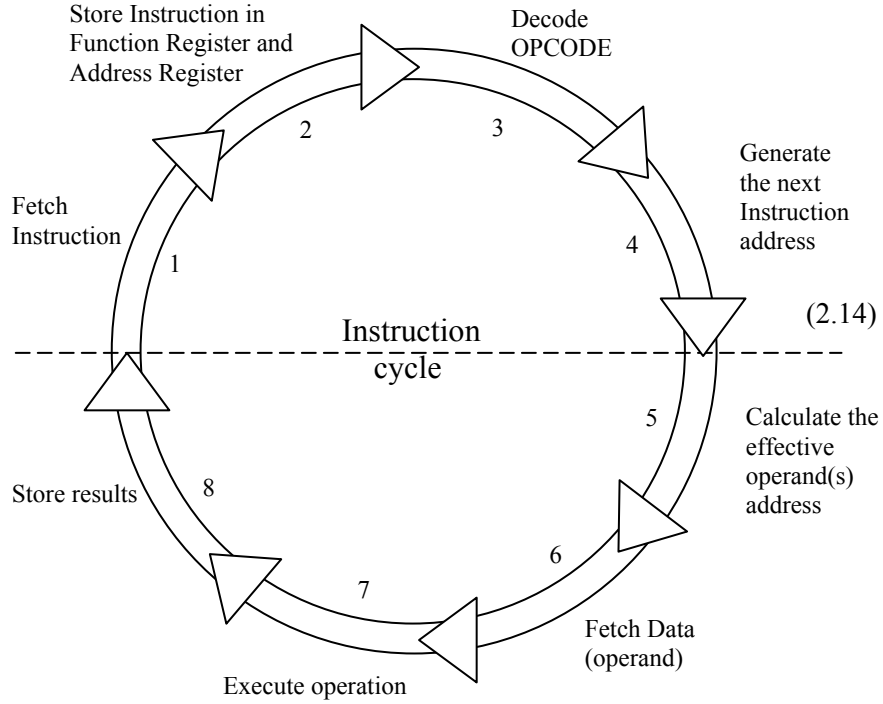 Store Instruction in
Function Register and
Address Register
Decode
OPCODE
2
3
Generate
the next
Instruction
address
Fetch
Instruction
1
4
(2.14)
Instruction
cycle
5
Calculate the
effective
operand(s)
address
Store results
8
6
7
Fetch Data
(operand)
Execute operation